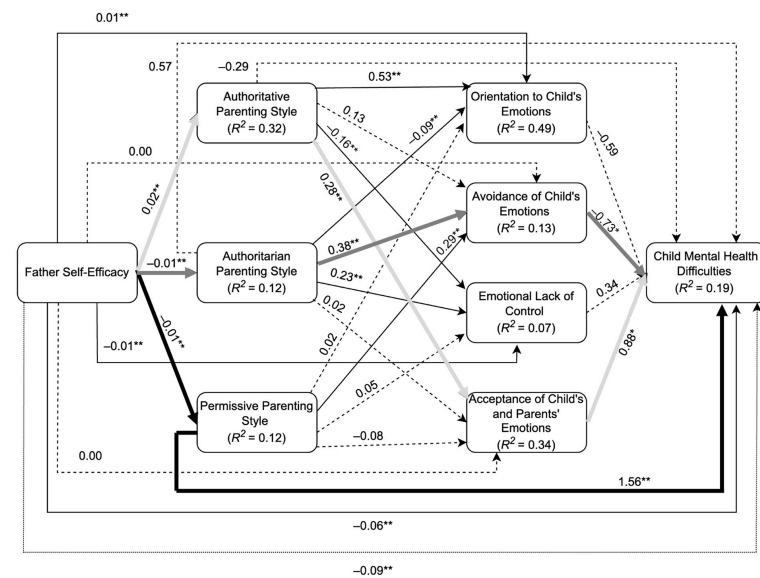 0.01**
0.57
–0.29
0.53**
Authoritative
Parenting Style
(R² = 0.32)
Orientation to Child's
Emotions
(R² = 0.49)
0.13
–0.09**
–0.16**
–0.59
0.00
0.28**
0.02**
Avoidance of Child's
Emotions
(R² = 0.13)
–0.73*
Father Self-Efficacy
–0.01**
Authoritarian
Parenting Style
(R² = 0.12)
0.38**
0.29**
0.23**
Child Mental Health
Difficulties
(R² = 0.19)
0.02
Emotional Lack of
Control
(R² = 0.07)
0.34
–0.01**
–0.01**
0.02
0.88*
0.05
Permissive Parenting
Style
(R² = 0.12)
Acceptance of Child's
and Parents'
Emotions
(R² = 0.34)
–0.08
0.00
1.56**
–0.06**
–0.09**